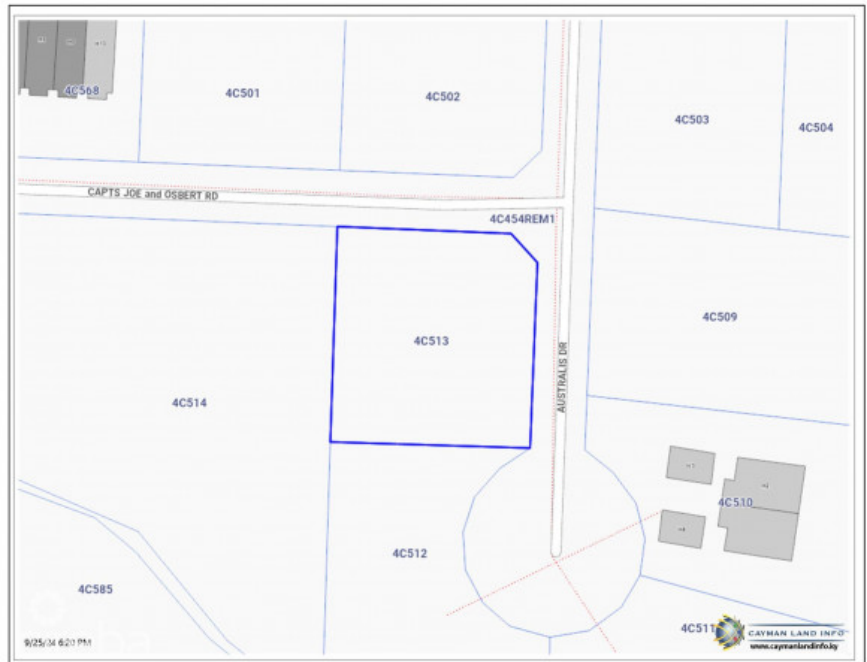 4C568
4C501
4C502
4C503
4C504
CAPTS JOE and OSBERT RD
4C454REM1
4C513
4C509
AUSTRALIS DR
4C514
4C510
4C512
4C585
4C511
9/25/24 6:20 PM
CAYMAN LAND INFO
www.caymanlandinfo.ky